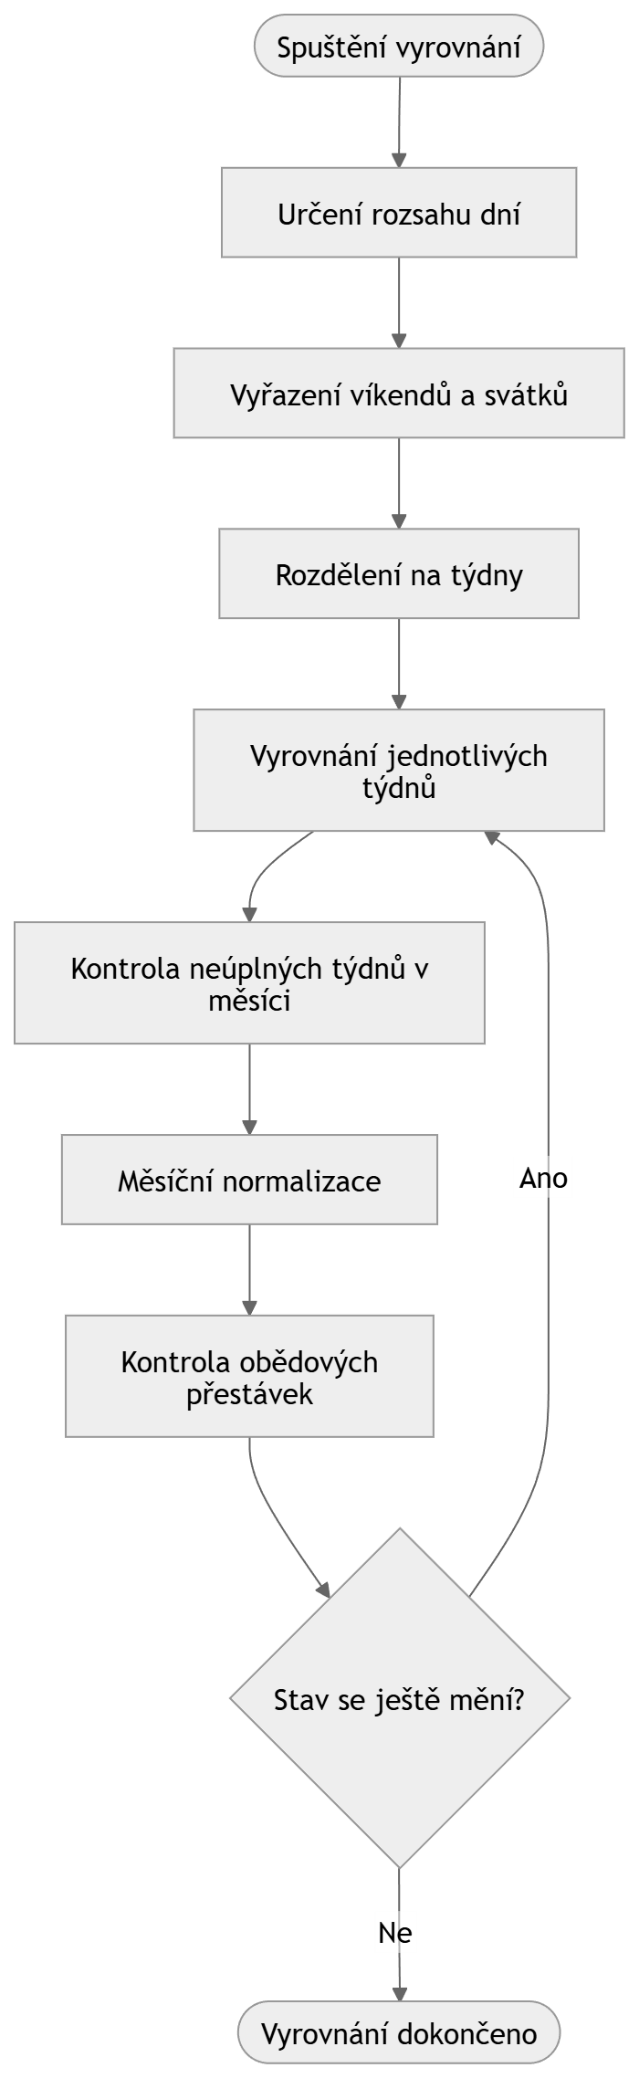 Spuštění vyrovnání
Určení rozsahu dní
Vyřazení víkendů a svátků
Rozdělení na týdny
Vyrovnání jednotlivých
týdnů
Kontrola neúplných týdnů v
měsíci
Měsíční normalizace
Ano
Kontrola obědových
přestávek
Stav se ještě mění?
Ne
Vyrovnání dokončeno